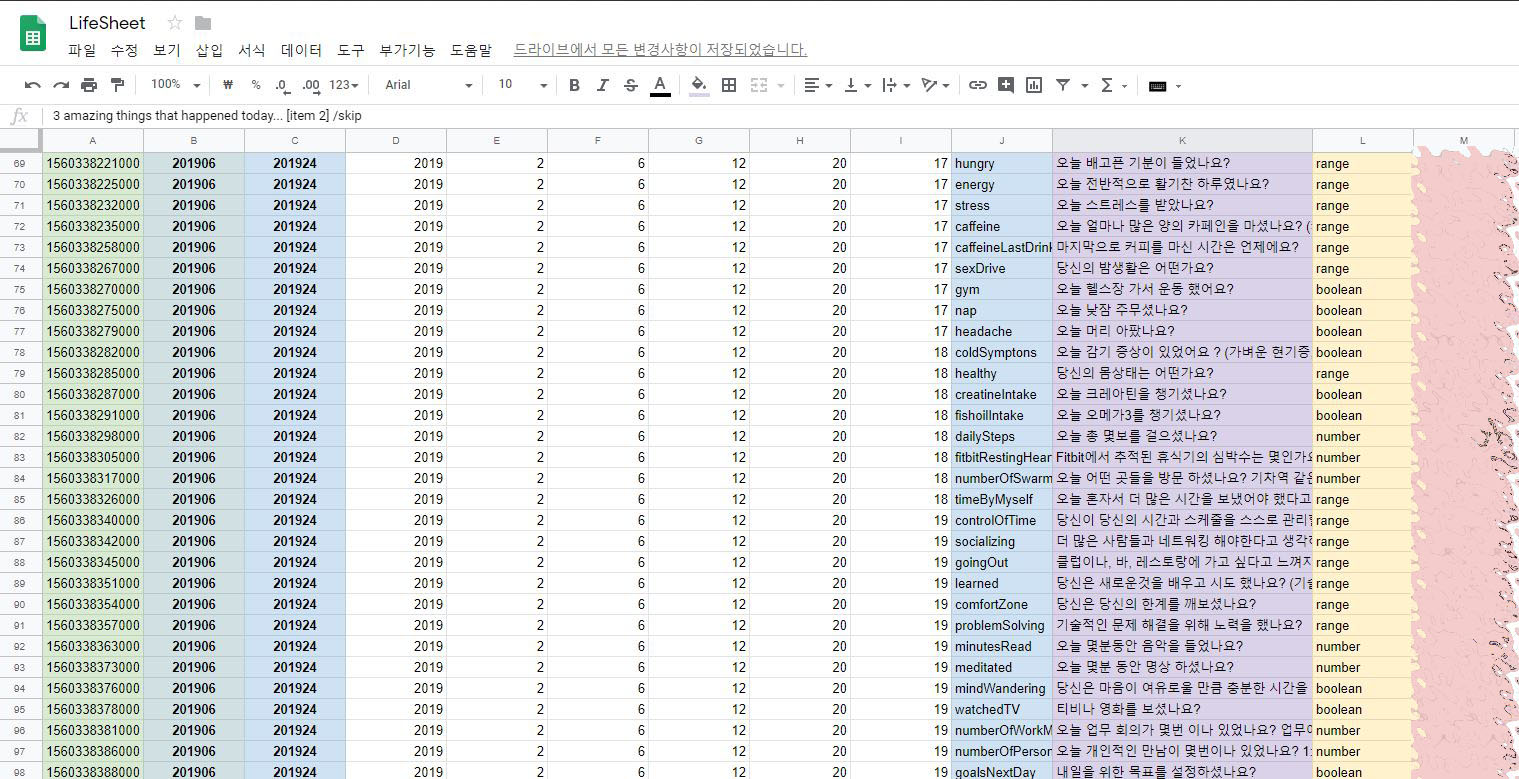 LifeSheet
파일 수정 보기 삽입 서식 데이터 도구 부가기능 도움말 드라이브에서 모든 변경사항이 저장되었습니다.
100% ₩ % .0 .00 123 Arial 10 B I S A
fx 3 amazing things that happened today... [item 2] /skip
A B C D E F G H I J K L M
69 1560338221000 201906 201924 2019 2 6 12 20 17 hungry 오늘 배고픈 기분이 들었나요? range
70 1560338225000 201906 201924 2019 2 6 12 20 17 energy 오늘 전반적으로 활기찬 하루였나요? range
71 1560338232000 201906 201924 2019 2 6 12 20 17 stress 오늘 스트레스를 받았나요? range
72 1560338235000 201906 201924 2019 2 6 12 20 17 caffeine 오늘 얼마나 많은 양의 카페인을 마셨나요? ( range
73 1560338258000 201906 201924 2019 2 6 12 20 17 caffeineLastDrink 마지막으로 커피를 마신 시간은 언제에요? range
74 1560338267000 201906 201924 2019 2 6 12 20 17 sexDrive 당신의 밤생활은 어떤가요? range
75 1560338270000 201906 201924 2019 2 6 12 20 17 gym 오늘 헬스장 가서 운동 했어요? boolean
76 1560338275000 201906 201924 2019 2 6 12 20 17 nap 오늘 낮잠 주무셨나요? boolean
77 1560338279000 201906 201924 2019 2 6 12 20 17 headache 오늘 머리 아팠나요? boolean
78 1560338282000 201906 201924 2019 2 6 12 20 18 coldSymptons 오늘 감기 증상이 있었어요 ? (가벼운 현기증, boolean
79 1560338285000 201906 201924 2019 2 6 12 20 18 healthy 당신의 몸상태는 어떤가요? range
80 1560338287000 201906 201924 2019 2 6 12 20 18 creatineIntake 오늘 크레아틴을 챙기셨나요? boolean
81 1560338291000 201906 201924 2019 2 6 12 20 18 fishoilIntake 오늘 오메가3를 챙기셨나요? boolean
82 1560338298000 201906 201924 2019 2 6 12 20 18 dailySteps 오늘 총 몇보를 걸으셨나요? number
83 1560338305000 201906 201924 2019 2 6 12 20 18 fitbitRestingHear Fitbit에서 추적된 휴식기의 심박수는 몇인가요 number
84 1560338317000 201906 201924 2019 2 6 12 20 18 numberOfSwarm 오늘 어떤 곳들을 방문 하셨나요? 기차역 같은 number
85 1560338326000 201906 201924 2019 2 6 12 20 18 timeByMyself 오늘 혼자서 더 많은 시간을 보냈어야 했다고 range
86 1560338340000 201906 201924 2019 2 6 12 20 19 controlOfTime 당신이 당신의 시간과 스케줄을 스스로 range
87 1560338342000 201906 201924 2019 2 6 12 20 19 socializing 더 많은 사람들과 네트워킹 해야한다고 range
88 1560338345000 201906 201924 2019 2 6 12 20 19 goingOut 클럽이나, 바, 레스토랑에 가고 싶다고 느껴지 range
89 1560338351000 201906 201924 2019 2 6 12 20 19 learned 당신은 새로운것을 배우고 시도 했나요? (기술 range
90 1560338354000 201906 201924 2019 2 6 12 20 19 comfortZone 당신은 당신의 한계를 깨보셨나요? range
91 1560338357000 201906 201924 2019 2 6 12 20 19 problemSolving 기술적인 문제 해결을 위해 노력을 했나요? range
92 1560338363000 201906 201924 2019 2 6 12 20 19 minutesRead 오늘 몇분동안 음악을 들었나요? number
93 1560338373000 201906 201924 2019 2 6 12 20 19 meditated 오늘 몇분 동안 명상 하셨나요? number
94 1560338376000 201906 201924 2019 2 6 12 20 19 mindWandering 당신은 마음이 여유로울 만큼 충분한 시간을 boolean
95 1560338378000 201906 201924 2019 2 6 12 20 19 watchedTV 티비나 영화를 보셨나요? boolean
96 1560338381000 201906 201924 2019 2 6 12 20 19 numberOfWorkM 오늘 업무 회의가 몇번 이나 있었나요? 업무 number
97 1560338386000 201906 201924 2019 2 6 12 20 19 numberOfPerson 오늘 개인적인 만남이 몇번이나 있었나요? 1: number
98 1560338388000 201906 201924 2019 2 6 12 20 19 goalsNextDay 내일을 위한 목표를 설정하셨나요? boolean